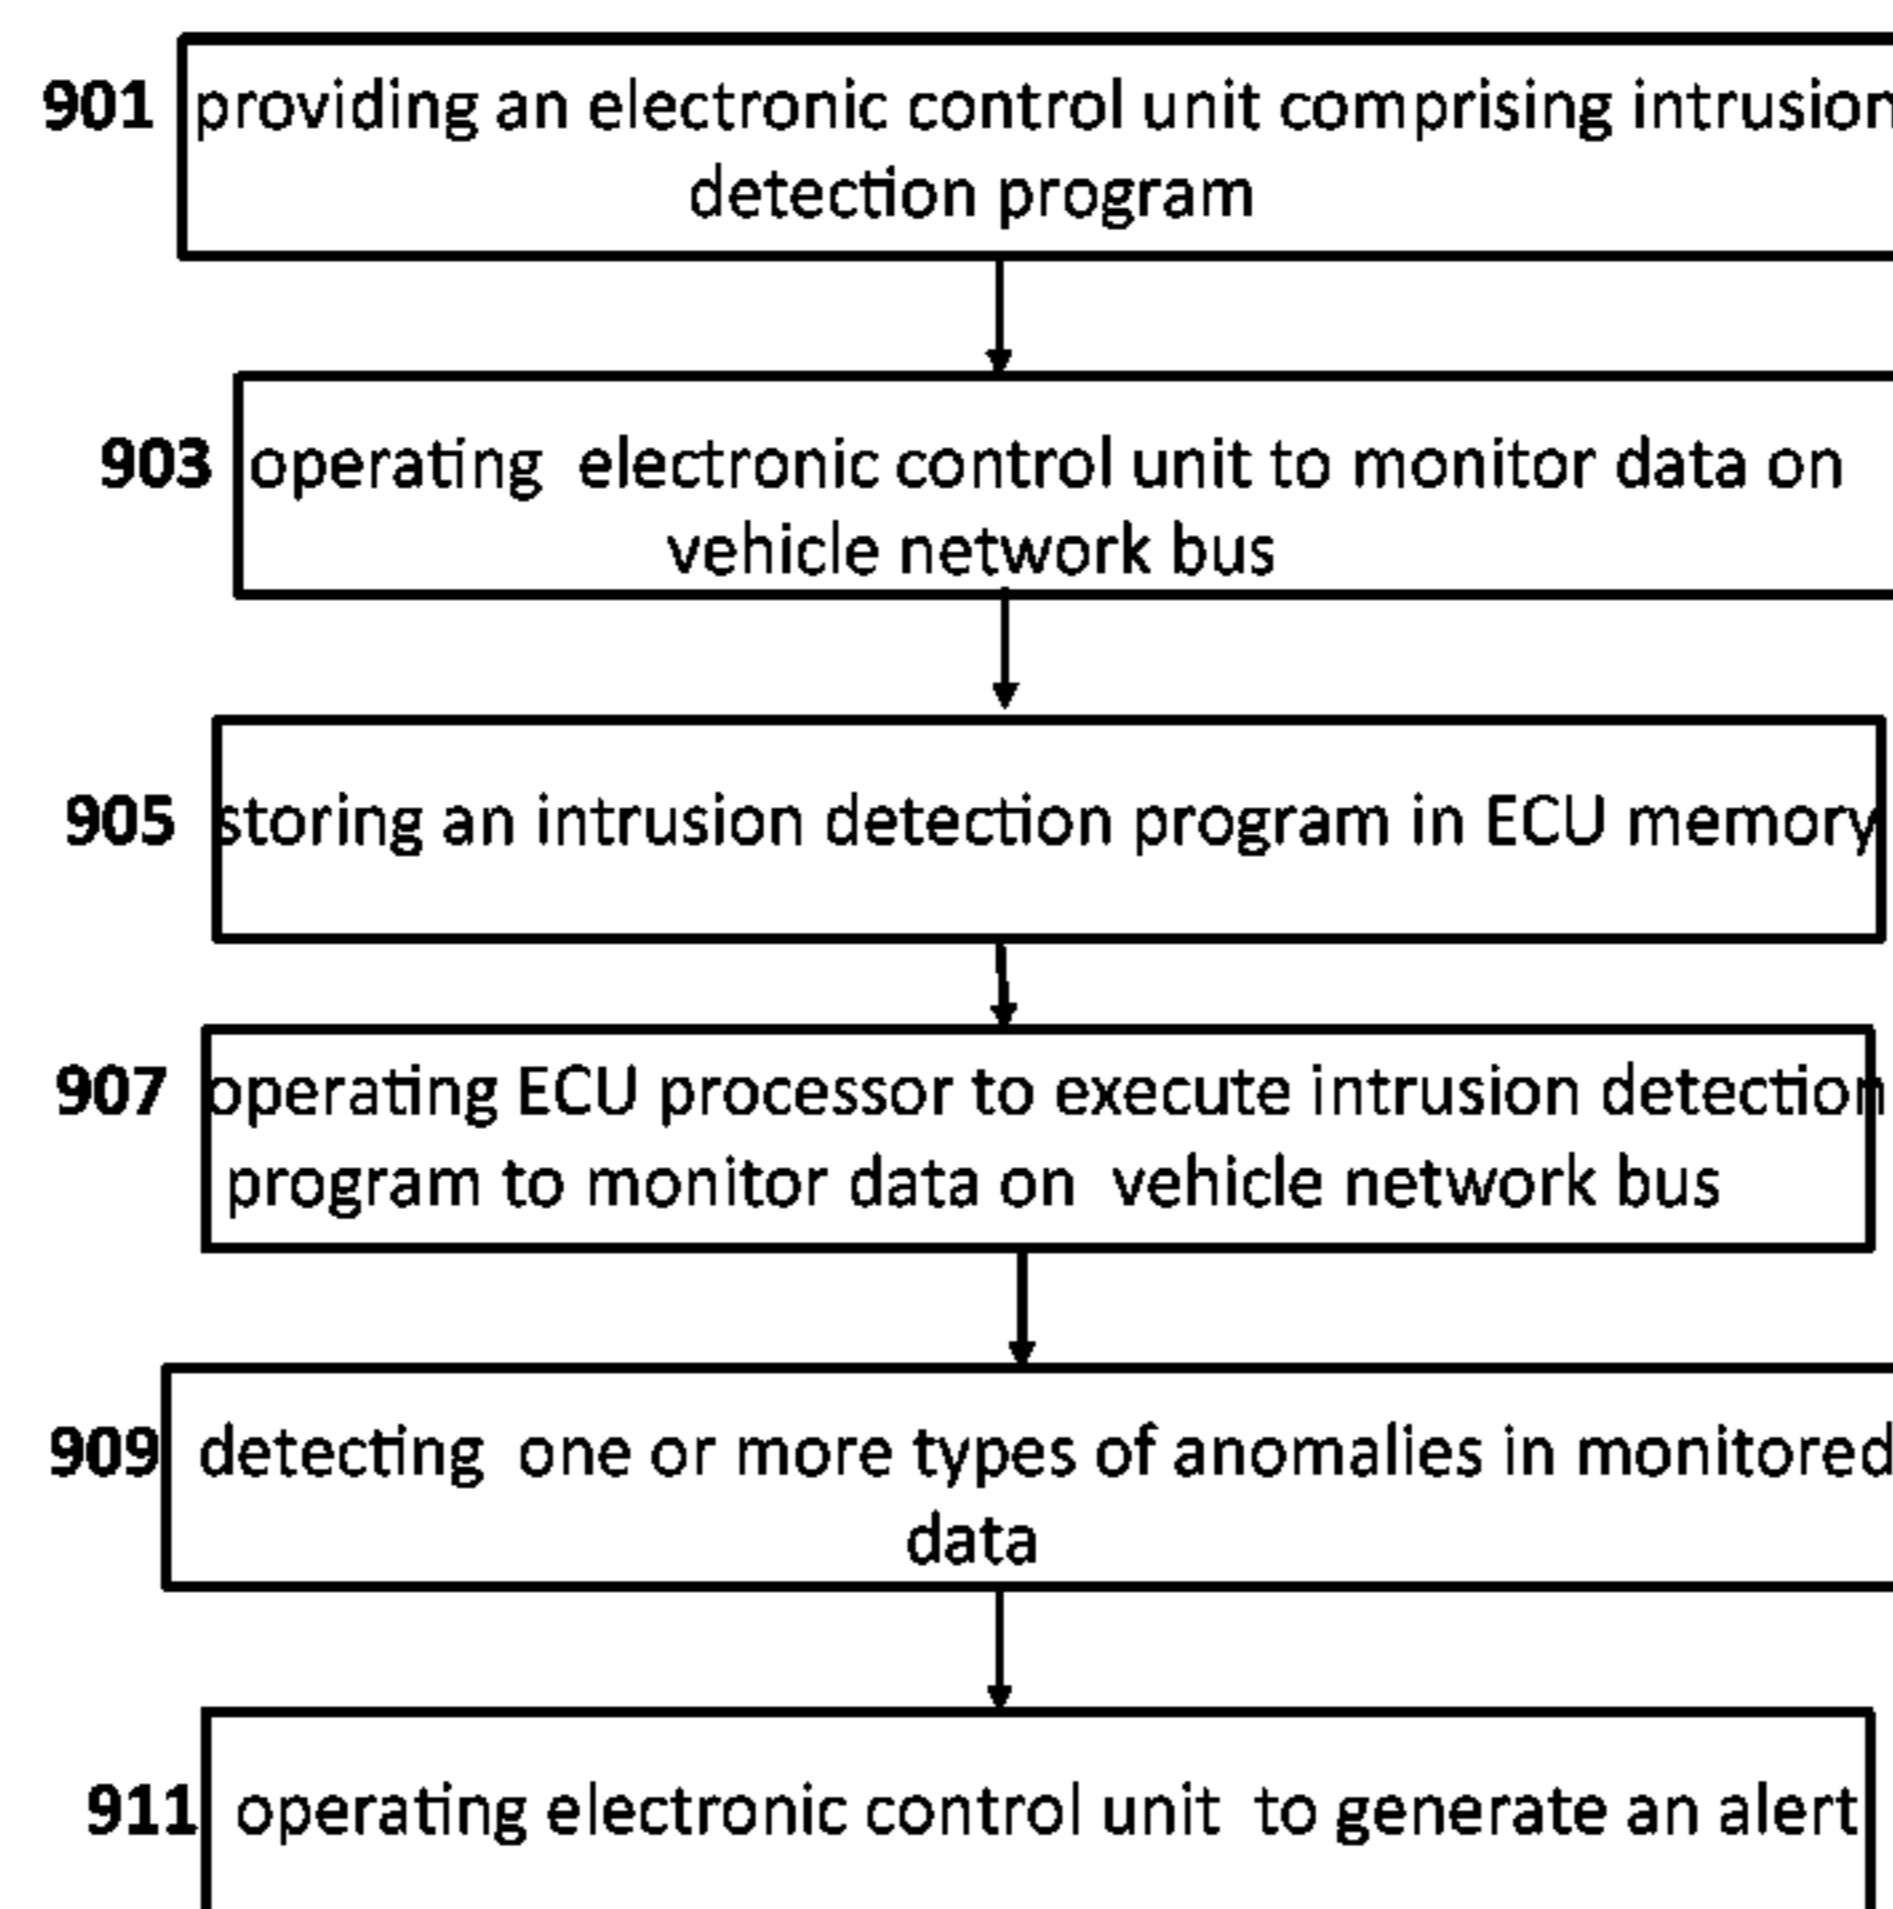 901 providing an electronic control unit comprising intrusion
detection program
903 operating electronic control unit to monitor data on
vehicle network bus
905 storing an intrusion detection program in ECU memory
907 operating ECU processor to execute intrusion detection
program to monitor data on vehicle network bus
909 detecting one or more types of anomalies in monitored
data
911 operating electronic control unit to generate an alert